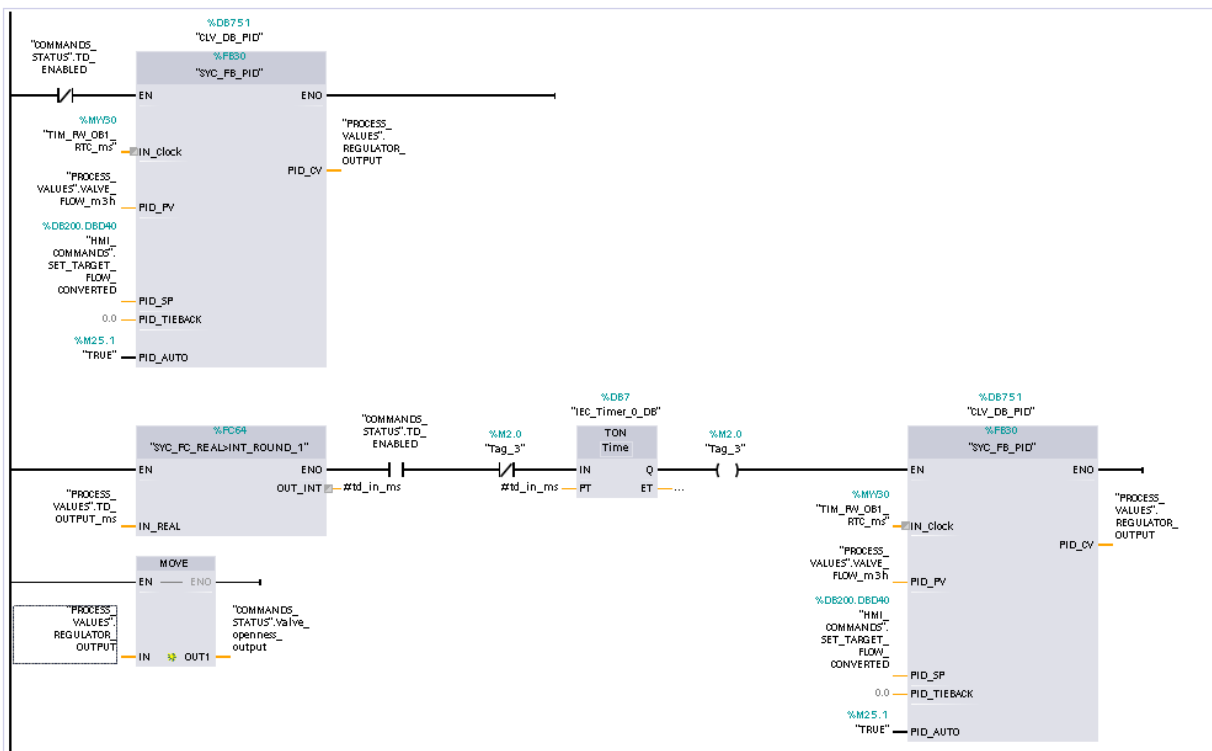 %DB751
"CLV_DB_PID"
"COMMANDS_
STATUS".TD_
ENABLED
%FB30
"SYC_FB_PID"
EN
ENO
%MW30
"TIM_RW_OB1_
RTC_ms"
IN_Clock
"PROCESS_
VALUES".
REGULATOR_
OUTPUT
PID_CV
"PROCESS_
VALUES".VALVE_
FLOW_m3h
PID_PV
%DB200.DBD40
"HMI_
COMMANDS".
SET_TARGET_
FLOW_
CONVERTED
PID_SP
0.0
PID_TIEBACK
%M25.1
"TRUE"
PID_AUTO
%FC64
"SYC_FC_REAL>INT_ROUND_1"
EN
ENO
OUT_INT
#td_in_ms
"PROCESS_
VALUES".TD_
OUTPUT_ms
IN_REAL
"COMMANDS_
STATUS".TD_
ENABLED
%M2.0
"Tag_3"
%DB7
"IEC_Timer_0_DB"
TON
Time
IN
Q
#td_in_ms
PT
ET
...
%M2.0
"Tag_3"
%DB751
"CLV_DB_PID"
%FB30
"SYC_FB_PID"
EN
ENO
%MW30
"TIM_RW_OB1_
RTC_ms"
IN_Clock
"PROCESS_
VALUES".
REGULATOR_
OUTPUT
PID_CV
"PROCESS_
VALUES".VALVE_
FLOW_m3h
PID_PV
%DB200.DBD40
"HMI_
COMMANDS".
SET_TARGET_
FLOW_
CONVERTED
PID_SP
0.0
PID_TIEBACK
%M25.1
"TRUE"
PID_AUTO
MOVE
EN
ENO
"PROCESS_
VALUES".
REGULATOR_
OUTPUT
IN
OUT1
"COMMANDS_
STATUS".Valve_
openness_
output